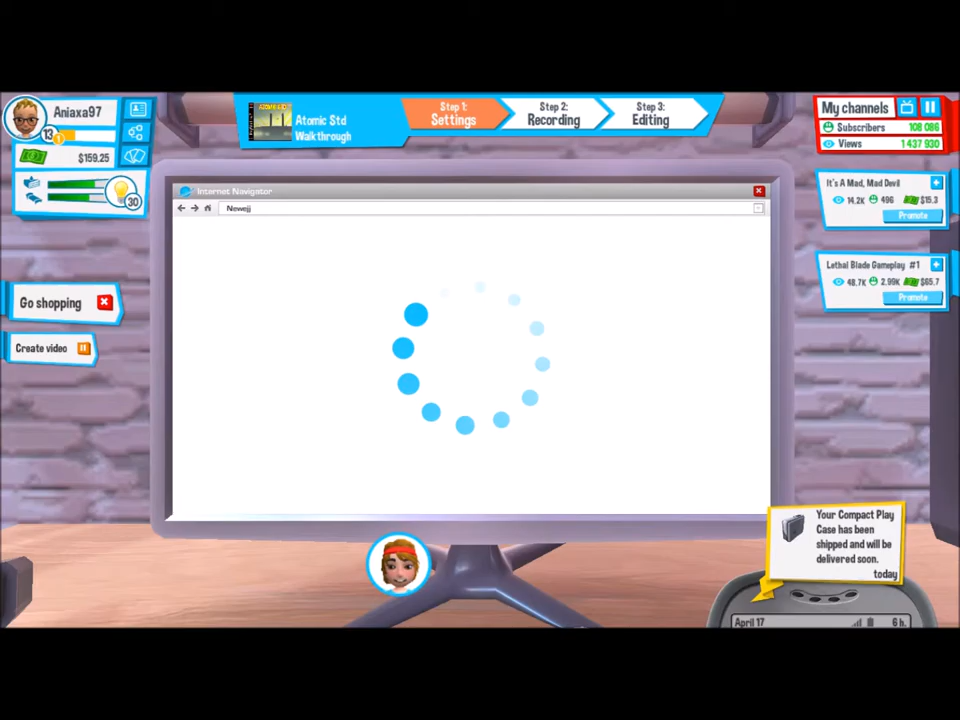 Aniaxa97
13
1
$159.25
30
Go shopping
Create video
Atomic Std
Walkthrough
Step 1:
Settings
Step 2:
Recording
Step 3:
Editing
My channels
Subscribers 108 086
Views 1 437 930
It's A Mad, Mad Devil
14.2K 496 $15.3
Promote
Lethal Blade Gameplay #1
48.7K 2.99K $65.7
Promote
Internet Navigator
Newejj
Your Compact Play
Case has been
shipped and will be
delivered soon.
today
April 17 6 h.